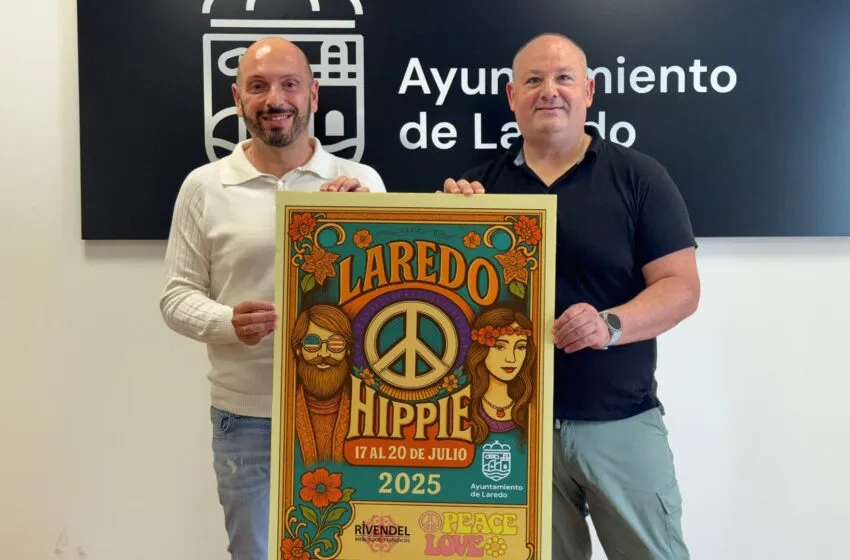 Ayuntamiento
de Laredo
LAREDO
HIPPIE
17 AL 20 DE JULIO
2025
Ayuntamiento
de Laredo
RIVENDEL
PEACE
LOVE